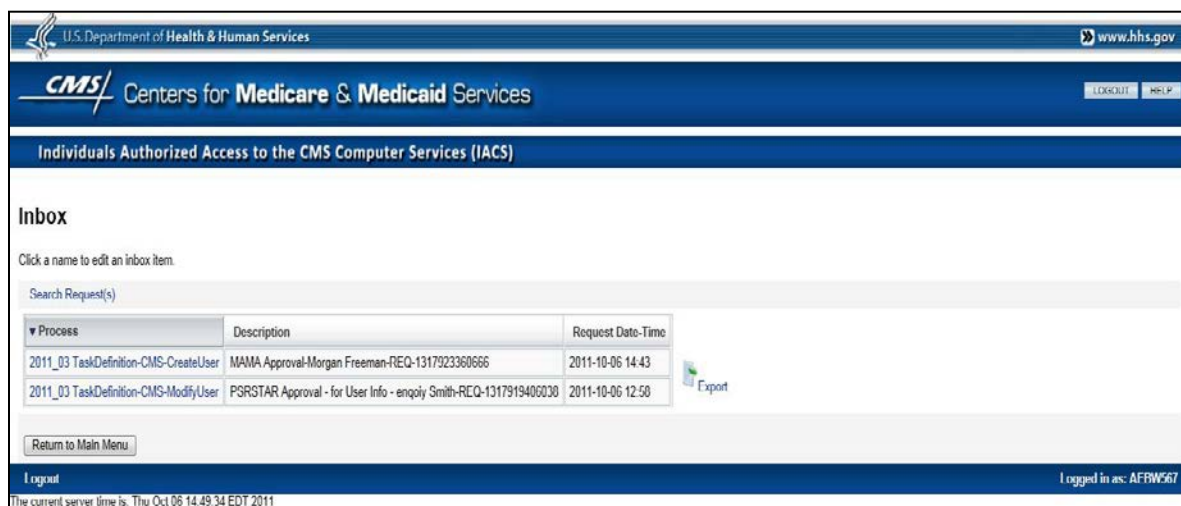 U.S. Department of Health & Human Services www.hhs.gov
CMS Centers for Medicare & Medicaid Services LOGOUT HELP
Individuals Authorized Access to the CMS Computer Services (IACS)
Inbox
Click a name to edit an inbox item.
Search Request(s)
▼ Process Description Request Date-Time
2011_03 TaskDefinition-CMS-CreateUser MAMA Approval-Morgan Freeman-REQ-1317923360666 2011-10-06 14:43
2011_03 TaskDefinition-CMS-ModifyUser PSRSTAR Approval - for User Info - enqoiy Smith-REQ-1317919406038 2011-10-06 12:58
Export
Return to Main Menu
Logout Logged in as: AFRW567
The current server time is: Thu Oct 06 14:49:34 EDT 2011